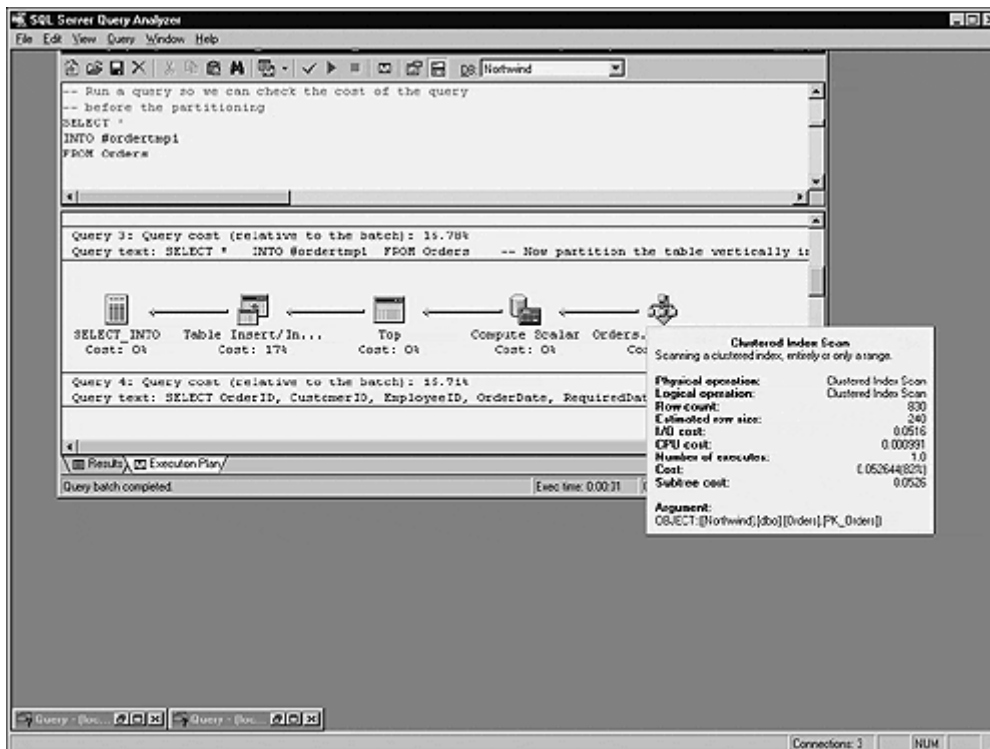 SQL Server Query Analyzer
File Edit View Query Window Help
DB: Northwind
-- Run a query so we can check the cost of the query
-- before the partitioning
SELECT *
INTO #ordertmp1
FROM Orders
Query 3: Query cost (relative to the batch): 15.78%
Query text: SELECT * INTO #ordertmp1 FROM Orders -- Now partition the table vertically i
SELECT_INTO Table Insert/In... Top Compute Scalar Orders.
Cost: 0% Cost: 17% Cost: 0% Cost: 0% Co
Query 4: Query cost (relative to the batch): 15.71%
Query text: SELECT OrderID, CustomerID, EmployeeID, OrderDate, RequiredDat
Results Execution Plan
Query batch completed. Exec time: 0:00:31
Clustered Index Scan
Scanning a clustered index, entirely or only a range.
Physical operation: Clustered Index Scan
Logical operation: Clustered Index Scan
Row count: 830
Estimated row size: 240
I/O cost: 0.0516
CPU cost: 0.000991
Number of executes: 1.0
Cost: 0.052644(82%)
Subtree cost: 0.0526
Argument:
OBJECT:([Northwind].[dbo].[Orders].[PK_Orders])
Query - (loc... Query - (loc...
Connections: 3 NUM